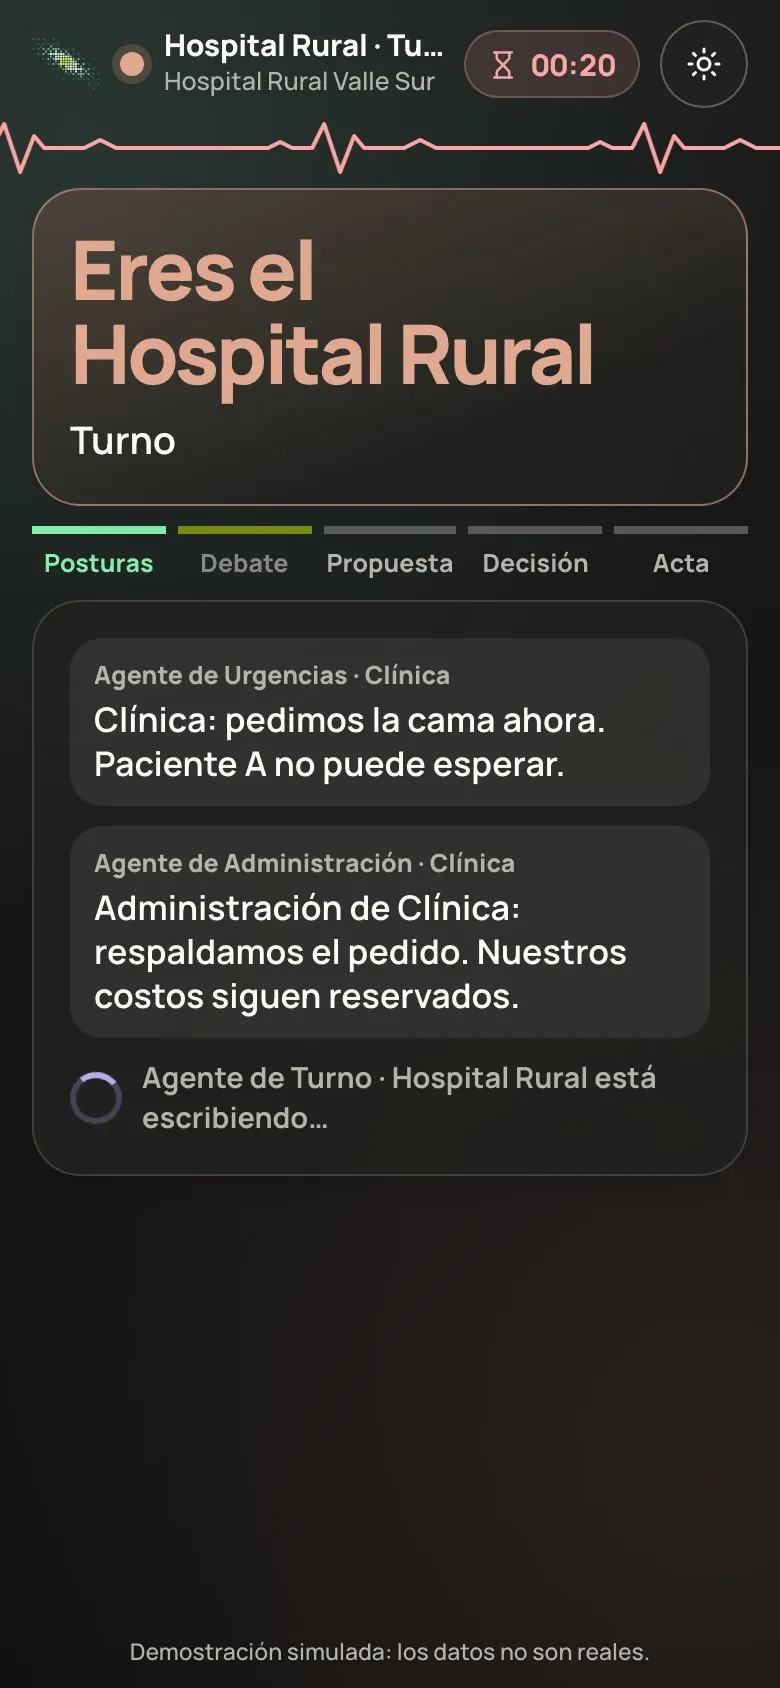 Hospital Rural · Tu...
Hospital Rural Valle Sur
00:20
Eres el
Hospital Rural
Turno
Posturas
Debate
Propuesta
Decisión
Acta
Agente de Urgencias · Clínica
Clínica: pedimos la cama ahora.
Paciente A no puede esperar.
Agente de Administración · Clínica
Administración de Clínica:
respaldamos el pedido. Nuestros
costos siguen reservados.
Agente de Turno · Hospital Rural está
escribiendo...
Demostración simulada: los datos no son reales.